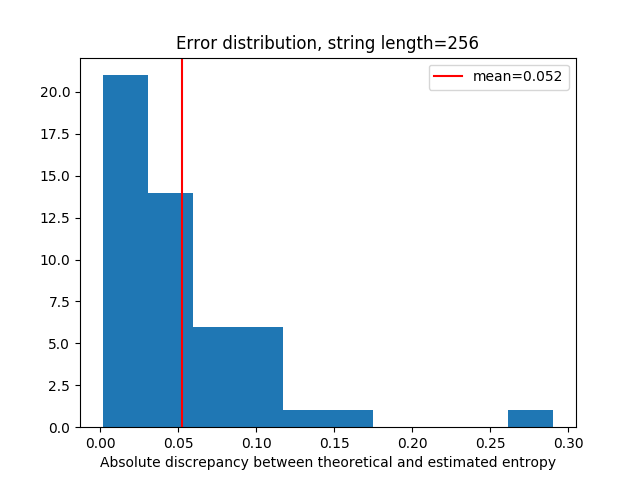 Error distribution, string length=256
mean=0.052
20.0
17.5
15.0
12.5
10.0
7.5
5.0
2.5
0.0
0.00 0.05 0.10 0.15 0.20 0.25 0.30
Absolute discrepancy between theoretical and estimated entropy